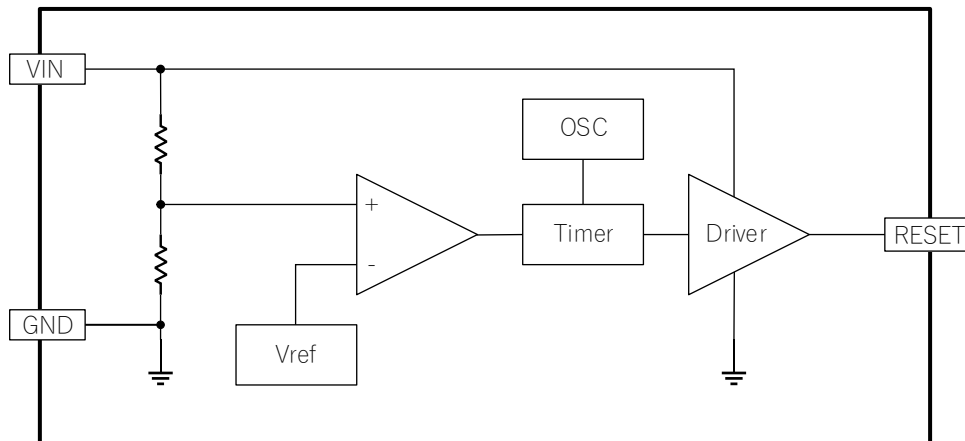 VIN
OSC
+
Timer
Driver
RESET
-
GND
Vref